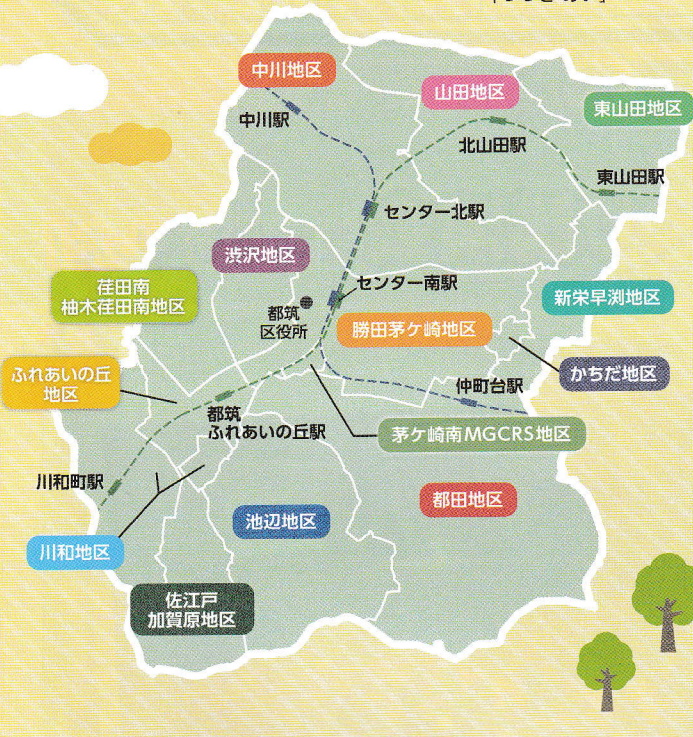 中川地区
山田地区
東山田地区
中川駅
北山田駅
東山田駅
センター北駅
渋沢地区
荏田南
柚木荏田南地区
センター南駅
新栄早渕地区
都筑
区役所
勝田茅ケ崎地区
ふれあいの丘
地区
かちだ地区
仲町台駅
都筑
ふれあいの丘駅
茅ケ崎南MGCRS地区
川和町駅
都田地区
池辺地区
川和地区
佐江戸
加賀原地区